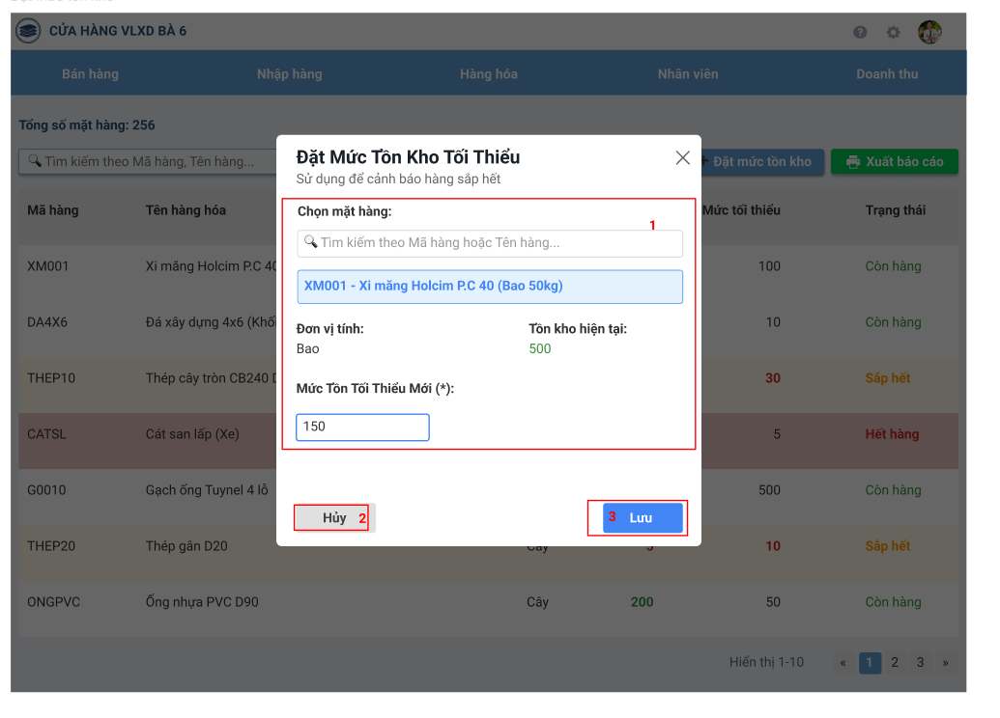 CỬA HÀNG VLXD BÀ 6
Bán hàng Nhập hàng Hàng hóa Nhân viên Doanh thu
Tổng số mặt hàng: 256
Tìm kiếm theo Mã hàng, Tên hàng...
+ Đặt mức tồn kho
Xuất báo cáo
Đặt Mức Tồn Kho Tối Thiểu
Sử dụng để cảnh báo hàng sắp hết
Chọn mặt hàng:
1
Tìm kiếm theo Mã hàng hoặc Tên hàng...
XM001 - Xi măng Holcim P.C 40 (Bao 50kg)
Đơn vị tính: Tồn kho hiện tại:
Bao 500
Mức Tồn Tối Thiểu Mới (*):
150
Hủy 2
3 Lưu
Mã hàng Tên hàng hóa Mức tối thiểu Trạng thái
XM001 Xi măng Holcim P.C 40 100 Còn hàng
DA4X6 Đá xây dựng 4x6 (Khối 10 Còn hàng
THEP10 Thép cây tròn CB240 30 Sắp hết
CATSL Cát san lấp (Xe) 5 Hết hàng
G0010 Gạch ống Tuynel 4 lỗ 500 Còn hàng
THEP20 Thép gân D20 Cây 5 10 Sắp hết
ONGPVC Ống nhựa PVC D90 Cây 200 50 Còn hàng
Hiển thị 1-10 « 1 2 3 »